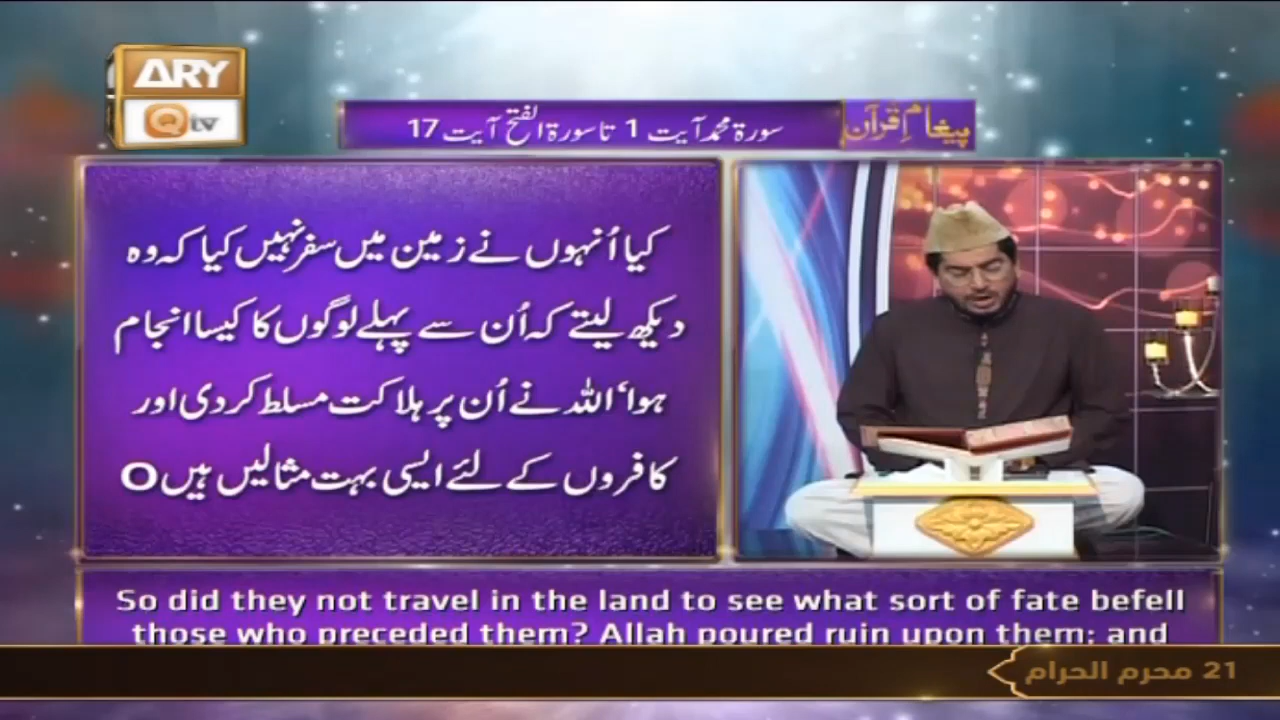 ARY
Qtv
پیغامِ قرآن
سورۃ محمد آیت 1 تا سورۃ الفتح آیت 17
کیا اُنہوں نے زمین میں سفر نہیں کیا کہ وہ
دیکھ لیتے کہ اُن سے پہلے لوگوں کا کیسا انجام
ہوا‘ اللہ نے اُن پر ہلاکت مسلط کر دی اور
کافروں کے لئے ایسی بہت مثالیں ہیں O
So did they not travel in the land to see what sort of fate befell
those who preceded them? Allah poured ruin upon them; and
21 محرم الحرام